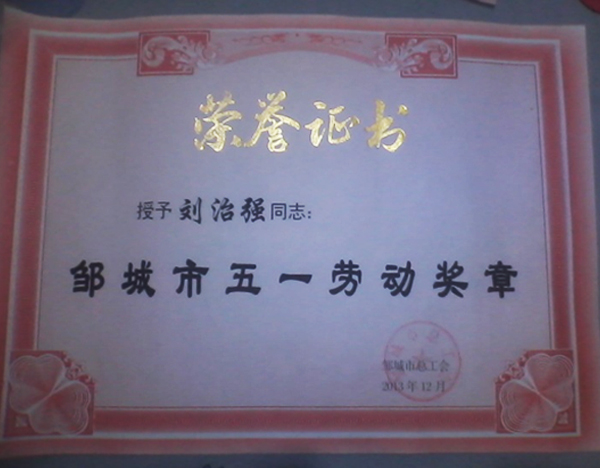 荣誉证书
授予刘治强同志：
邹城市五一劳动奖章
邹城市总工会
2013年12月